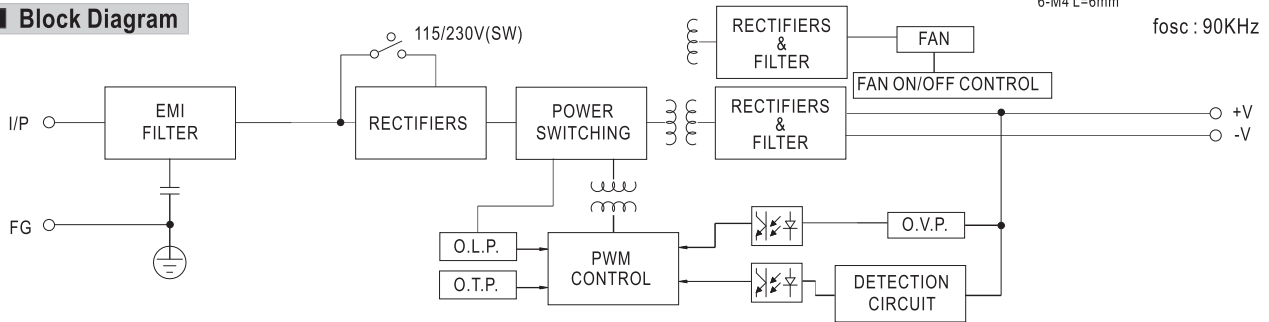 Block Diagram
6-M4 L=6mm
fosc : 90KHz
115/230V(SW)
RECTIFIERS
&
FILTER
FAN
FAN ON/OFF CONTROL
I/P
EMI
FILTER
RECTIFIERS
POWER
SWITCHING
RECTIFIERS
&
FILTER
+V
-V
FG
O.L.P.
O.T.P.
PWM
CONTROL
O.V.P.
DETECTION
CIRCUIT